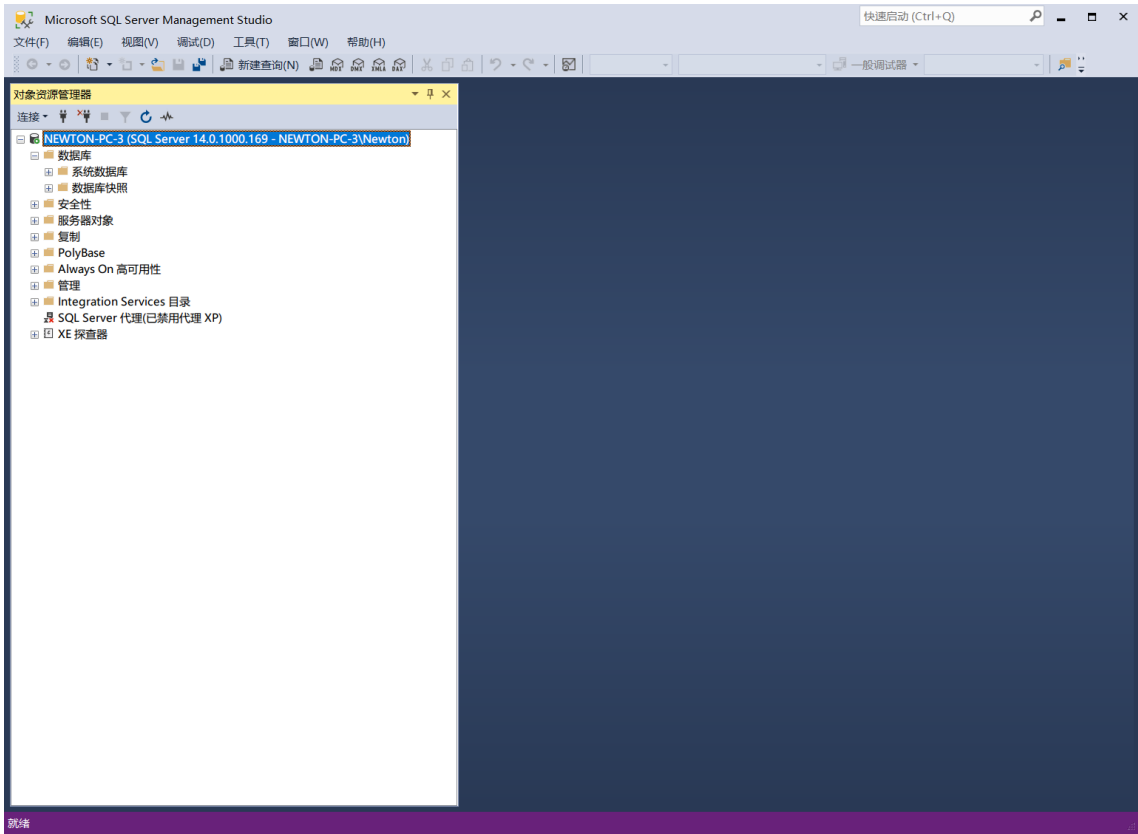 Microsoft SQL Server Management Studio
快速启动 (Ctrl+Q)
文件(F) 编辑(E) 视图(V) 调试(D) 工具(T) 窗口(W) 帮助(H)
新建查询(N) MDX DMX XMLA DAX 一般调试器
对象资源管理器
连接
NEWTON-PC-3 (SQL Server 14.0.1000.169 - NEWTON-PC-3\Newton)
数据库
系统数据库
数据库快照
安全性
服务器对象
复制
PolyBase
Always On 高可用性
管理
Integration Services 目录
SQL Server 代理(已禁用代理 XP)
XE 探查器
就绪